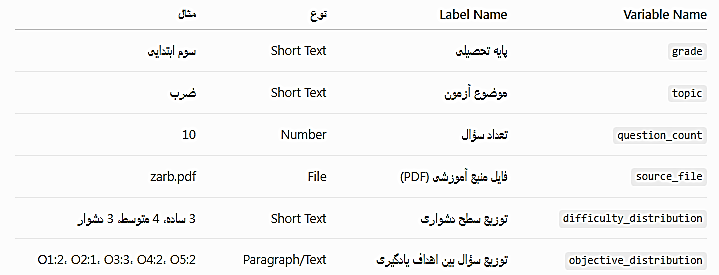 Variable Name	Label Name	نوع	مثال
grade	پایه تحصیلی	Short Text	سوم ابتدایی
topic	موضوع آزمون	Short Text	ضرب
question_count	تعداد سؤال	Number	10
source_file	فایل منبع آموزشی (PDF)	File	zarb.pdf
difficulty_distribution	توزیع سطح دشواری	Short Text	3 ساده، 4 متوسط، 3 دشوار
objective_distribution	توزیع سؤال بین اهداف یادگیری	Paragraph/Text	O1:2، O2:1، O3:3، O4:2، O5:2